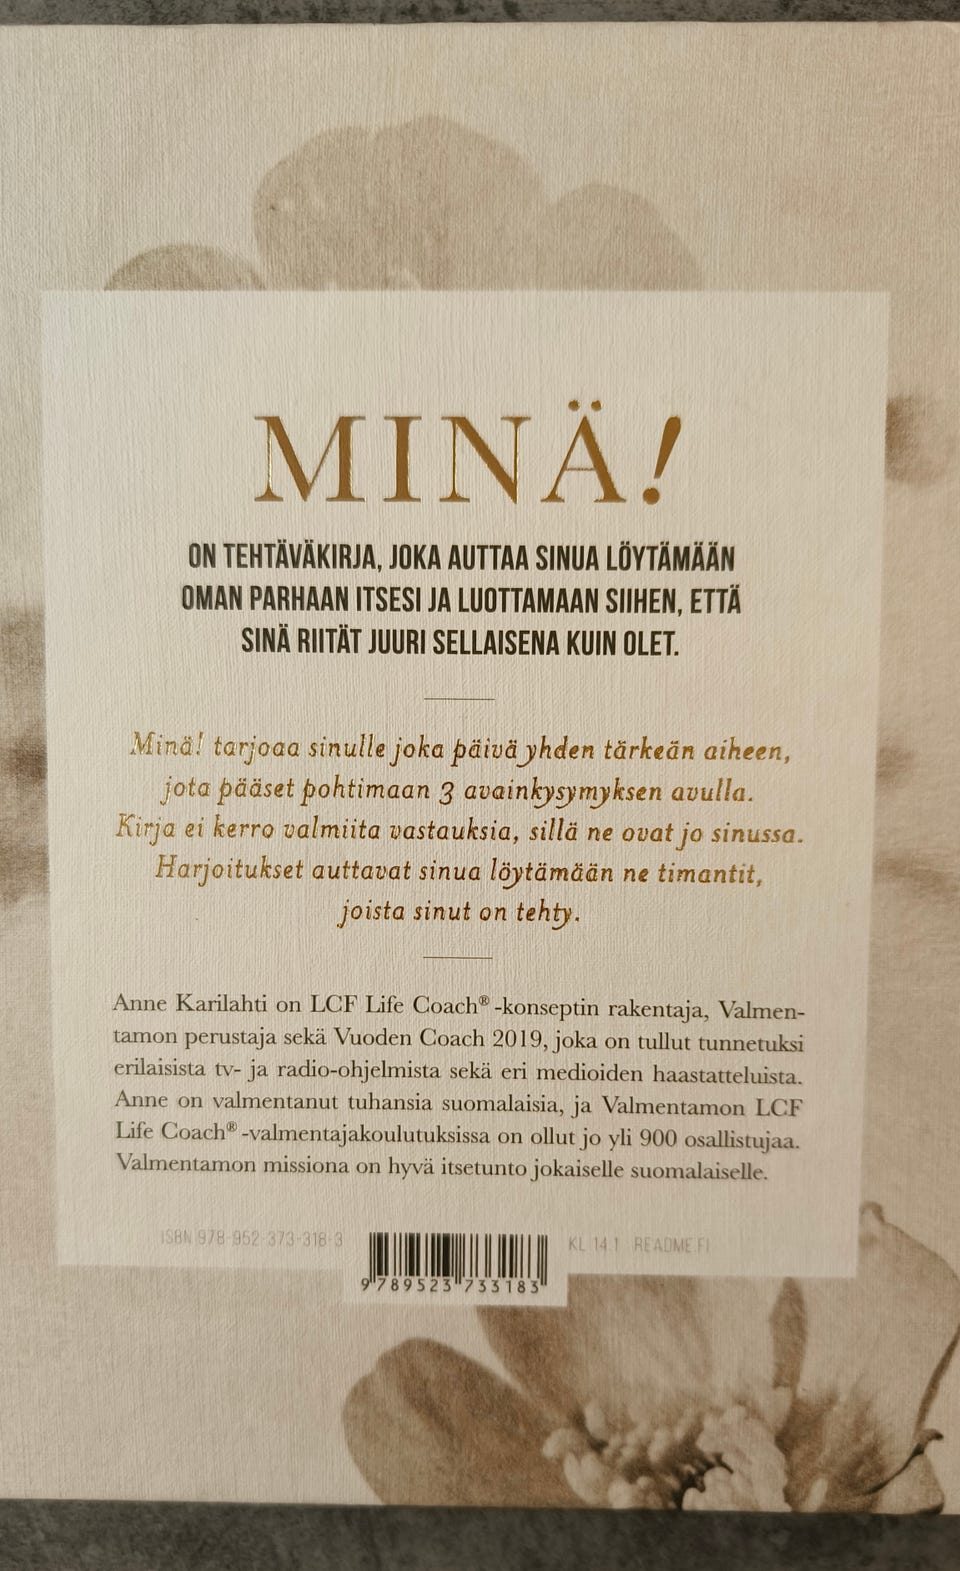 MINÄ!
ON TEHTÄVÄKIRJA, JOKA AUTTAA SINUA LÖYTÄMÄÄN
OMAN PARHAAN ITSESI JA LUOTTAMAAN SIIHEN, ETTÄ
SINÄ RIITÄT JUURI SELLAISENA KUIN OLET.
Minä! tarjoaa sinulle joka päivä yhden tärkeän aiheen,
jota pääset pohtimaan 3 avainkysymyksen avulla.
Kirja ei kerro valmiita vastauksia, sillä ne ovat jo sinussa.
Harjoitukset auttavat sinua löytämään ne timantit,
joista sinut on tehty.
Anne Karilahti on LCF Life Coach® -konseptin rakentaja, Valmen-
tamon perustaja sekä Vuoden Coach 2019, joka on tullut tunnetuksi
erilaisista tv- ja radio-ohjelmista sekä eri medioiden haastatteluista.
Anne on valmentanut tuhansia suomalaisia, ja Valmentamon LCF
Life Coach® -valmentajakoulutuksissa on ollut jo yli 900 osallistujaa.
Valmentamon missiona on hyvä itsetunto jokaiselle suomalaiselle.
ISBN 978-952-373-318-3 KL 14.1 README.FI
9 789523 733183